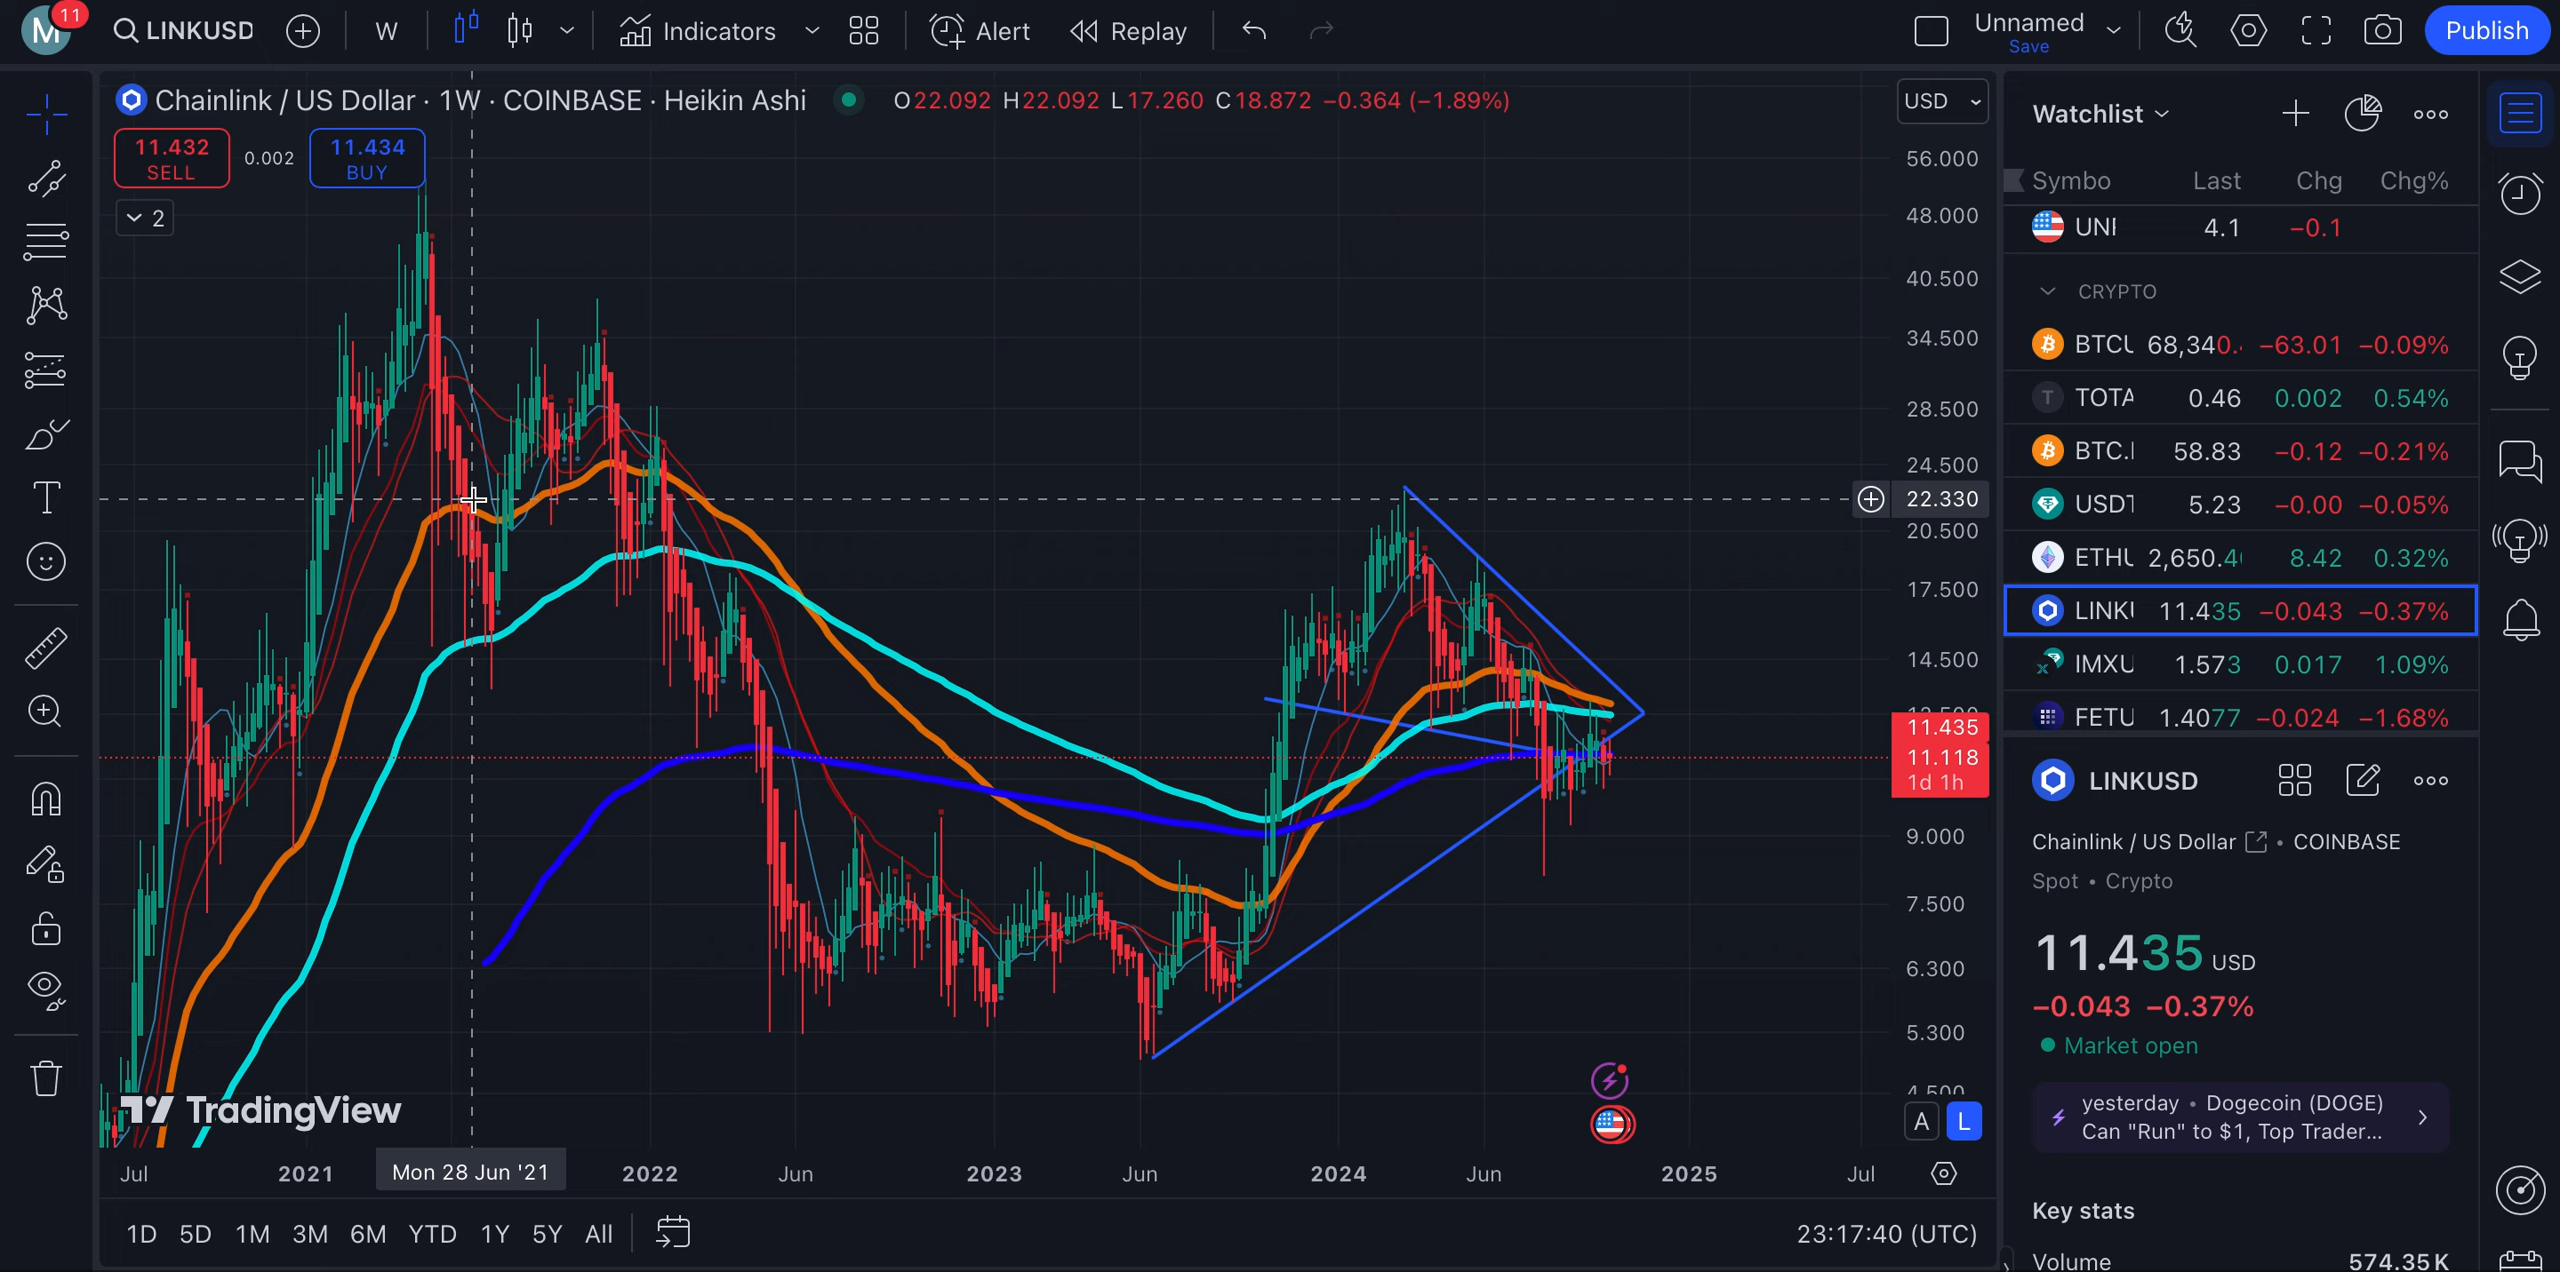 M
11
LINKUSD
W
Indicators
Alert
Replay
Unnamed
Save
Publish
Chainlink / US Dollar · 1W · COINBASE · Heikin Ashi
O22.092 H22.092 L17.260 C18.872 −0.364 (−1.89%)
11.432
SELL
0.002
11.434
BUY
2
USD
56.000
48.000
40.500
34.500
28.500
24.500
22.330
20.500
17.500
14.500
12.500
11.435
11.118
1d 1h
9.000
7.500
6.300
5.300
4.500
A
L
TradingView
Jul
2021
Mon 28 Jun '21
2022
Jun
2023
Jun
2024
Jun
2025
Jul
1D 5D 1M 3M 6M YTD 1Y 5Y All
23:17:40 (UTC)
Watchlist
Symbo Last Chg Chg%
4.1 −0.1
CRYPTO
BTCU 68,340. −63.01 −0.09%
T TOTA 0.46 0.002 0.54%
BTC. 58.83 −0.12 −0.21%
USDT 5.23 −0.00 −0.05%
ETHU 2,650.4 8.42 0.32%
LINKU 11.435 −0.043 −0.37%
IMXU 1.573 0.017 1.09%
FETU 1.4077 −0.024 −1.68%
LINKUSD
Chainlink / US Dollar • COINBASE
Spot • Crypto
11.435 USD
−0.043 −0.37%
Market open
yesterday • Dogecoin (DOGE)
Can "Run" to $1, Top Trader...
Key stats
Volume 574.35K